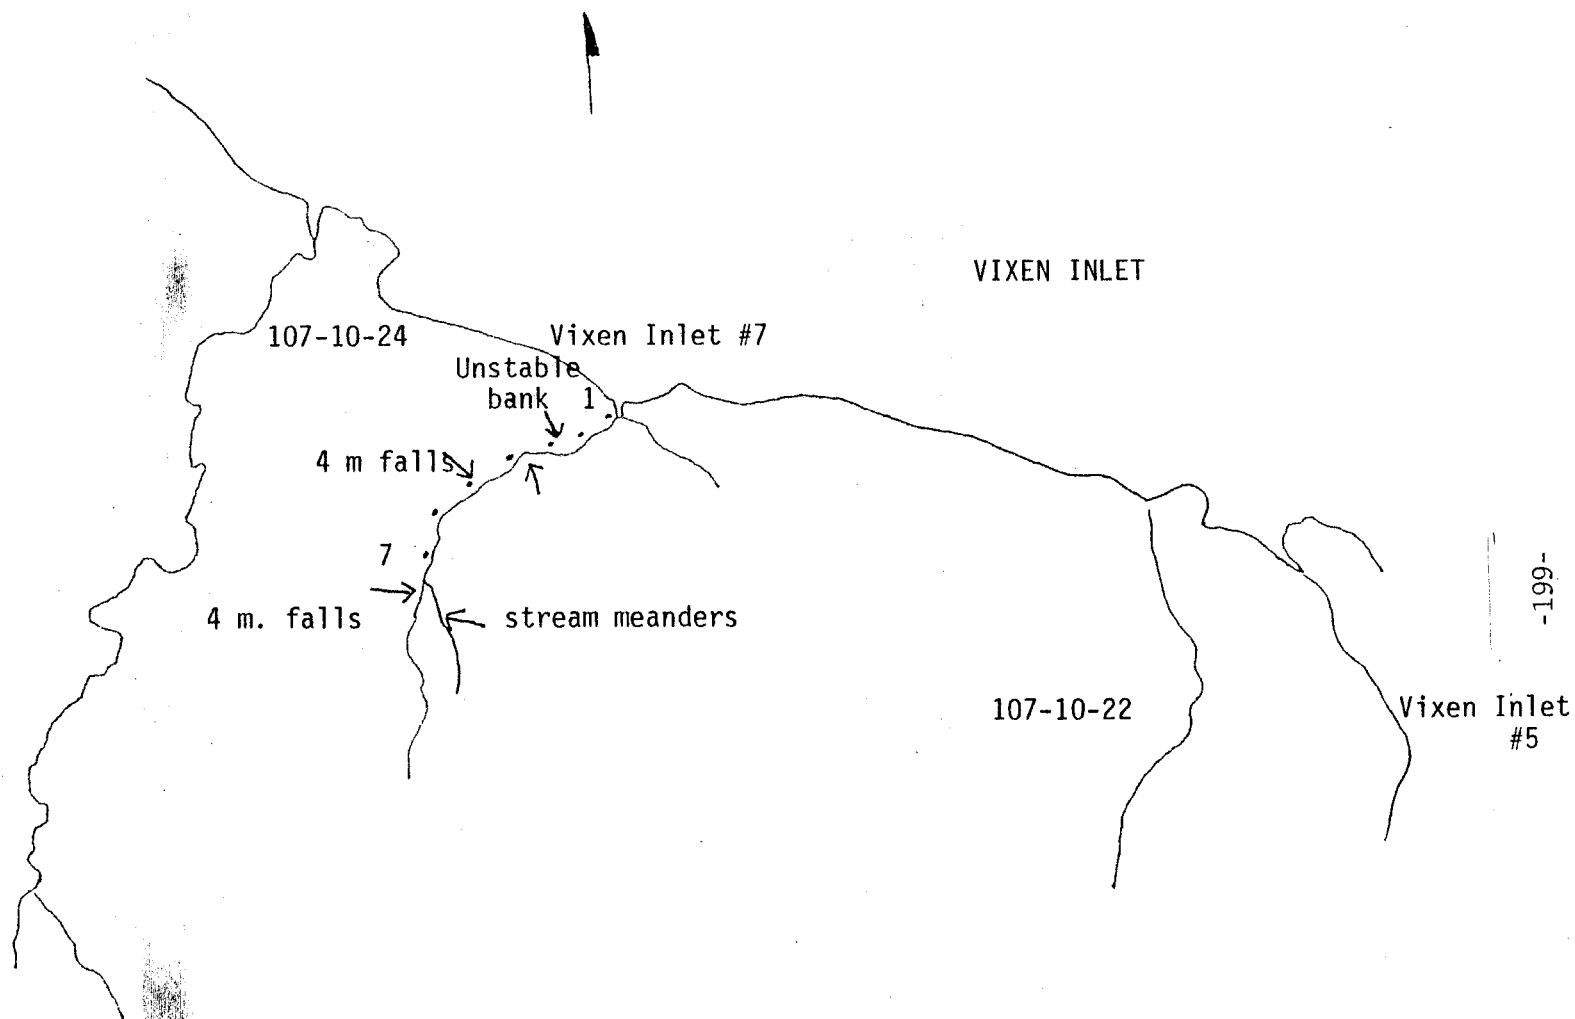 VIXEN INLET
107-10-24
Vixen Inlet #7
Unstable
bank
1
4 m falls
7
4 m. falls
stream meanders
107-10-22
Vixen Inlet
#5
-199-